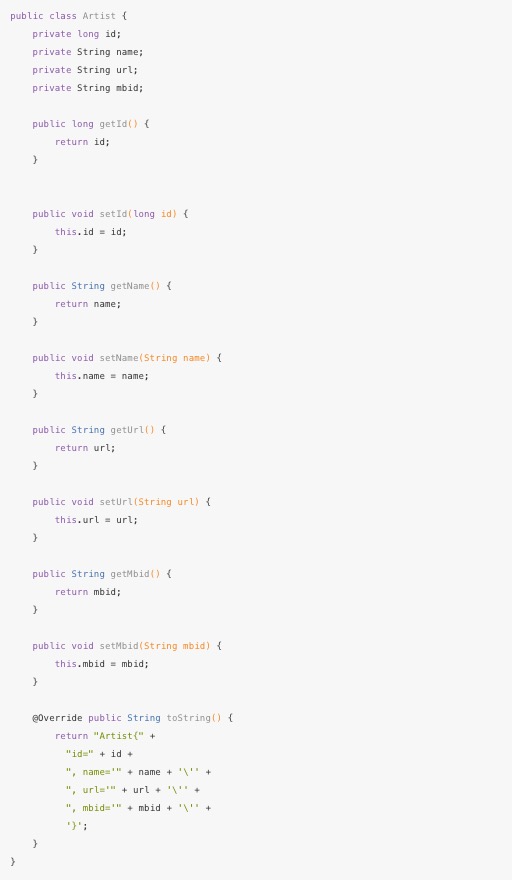 public class Artist {
    private long id;
    private String name;
    private String url;
    private String mbid;

    public long getId() {
        return id;
    }


    public void setId(long id) {
        this.id = id;
    }

    public String getName() {
        return name;
    }

    public void setName(String name) {
        this.name = name;
    }

    public String getUrl() {
        return url;
    }

    public void setUrl(String url) {
        this.url = url;
    }

    public String getMbid() {
        return mbid;
    }

    public void setMbid(String mbid) {
        this.mbid = mbid;
    }

    @Override public String toString() {
        return "Artist{" +
          "id=" + id +
          ", name='" + name + '\'' +
          ", url='" + url + '\'' +
          ", mbid='" + mbid + '\'' +
          '}';
    }
}